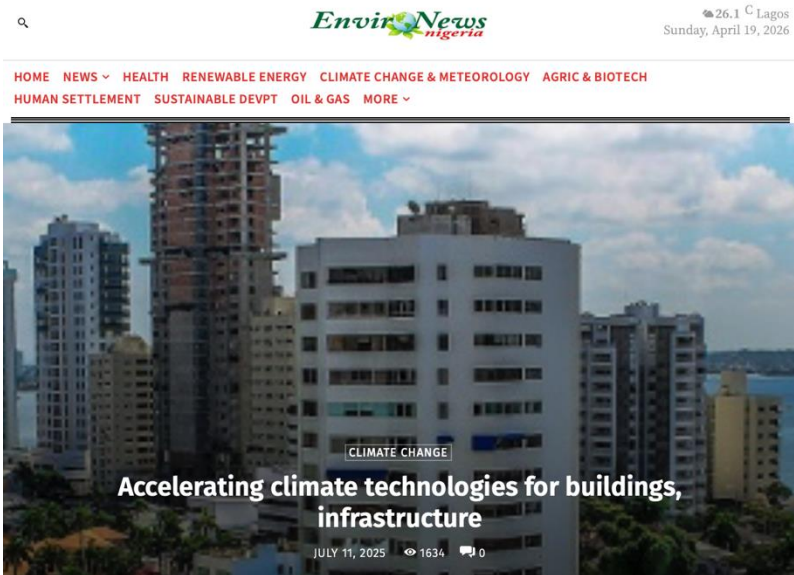 EnvirNews
nigeria
26.1 C Lagos
Sunday, April 19, 2026
HOME NEWS HEALTH RENEWABLE ENERGY CLIMATE CHANGE & METEOROLOGY AGRIC & BIOTECH
HUMAN SETTLEMENT SUSTAINABLE DEVPT OIL & GAS MORE
CLIMATE CHANGE
Accelerating climate technologies for buildings,
infrastructure
JULY 11, 2025 1634 0